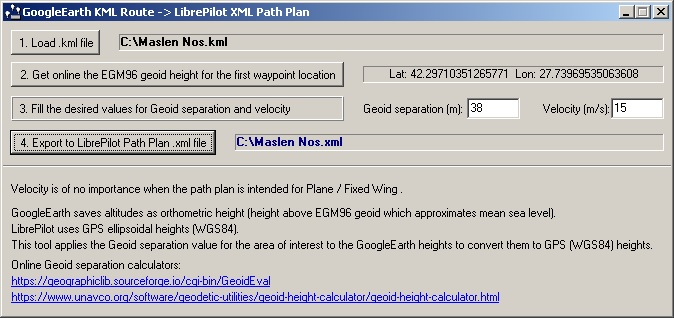 GoogleEarth KML Route -> LibrePilot XML Path Plan
1. Load .kml file C:\Maslen Nos.kml
2. Get online the EGM96 geoid height for the first waypoint location Lat: 42.29710351265771 Lon: 27.73969535063608
3. Fill the desired values for Geoid separation and velocity Geoid separation (m): 38 Velocity (m/s): 15
4. Export to LibrePilot Path Plan .xml file C:\Maslen Nos.xml
Velocity is of no importance when the path plan is intended for Plane / Fixed Wing .
GoogleEarth saves altitudes as orthometric height (height above EGM96 geoid which approximates mean sea level).
LibrePilot uses GPS ellipsoidal heights (WGS84).
This tool applies the Geoid separation value for the area of interest to the GoogleEarth heights to convert them to GPS (WGS84) heights.
Online Geoid separation calculators:
https://geographiclib.sourceforge.io/cgi-bin/GeoidEval
https://www.unavco.org/software/geodetic-utilities/geoid-height-calculator/geoid-height-calculator.html